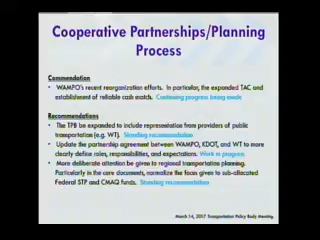 Cooperative Partnerships/Planning
Process
Commendation
• WAMPO's recent reorganization efforts. In particular, the expanded TAC and
establishment of reliable cash match. Continuing progress being made
Recommendations
• The TPB be expanded to include representation from providers of public
transportation (e.g. WT). Standing recommendation
• Update the partnership agreement between WAMPO, KDOT, and WT to more
clearly define roles, responsibilities, and expectations. Work in progress
• More deliberate attention be given to regional transportation planning.
Particularly in the core documents, normalize the focus given to sub-allocated
Federal STP and CMAQ funds. Standing recommendation
March 14, 2017 Transportation Policy Body Meeting